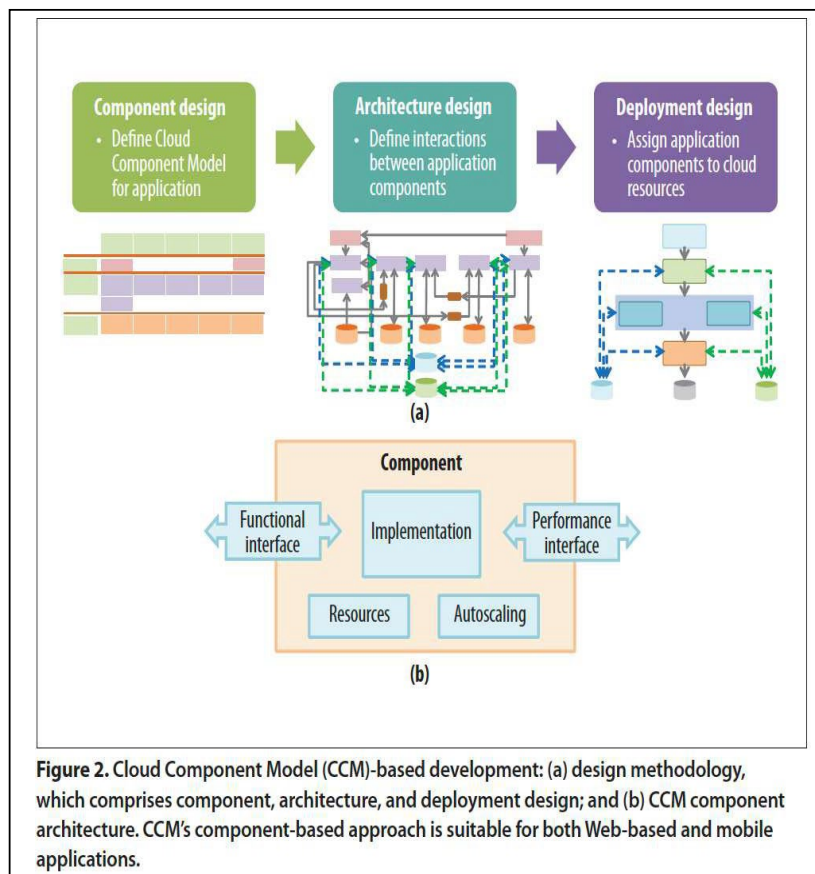 Component design
• Define Cloud
Component Model
for application
Architecture design
• Define interactions
between application
components
Deployment design
• Assign application
components to cloud
resources
(a)
Component
Functional
interface
Implementation
Performance
interface
Resources
Autoscaling
(b)
Figure 2. Cloud Component Model (CCM)-based development: (a) design methodology,
which comprises component, architecture, and deployment design; and (b) CCM component
architecture. CCM’s component-based approach is suitable for both Web-based and mobile
applications.